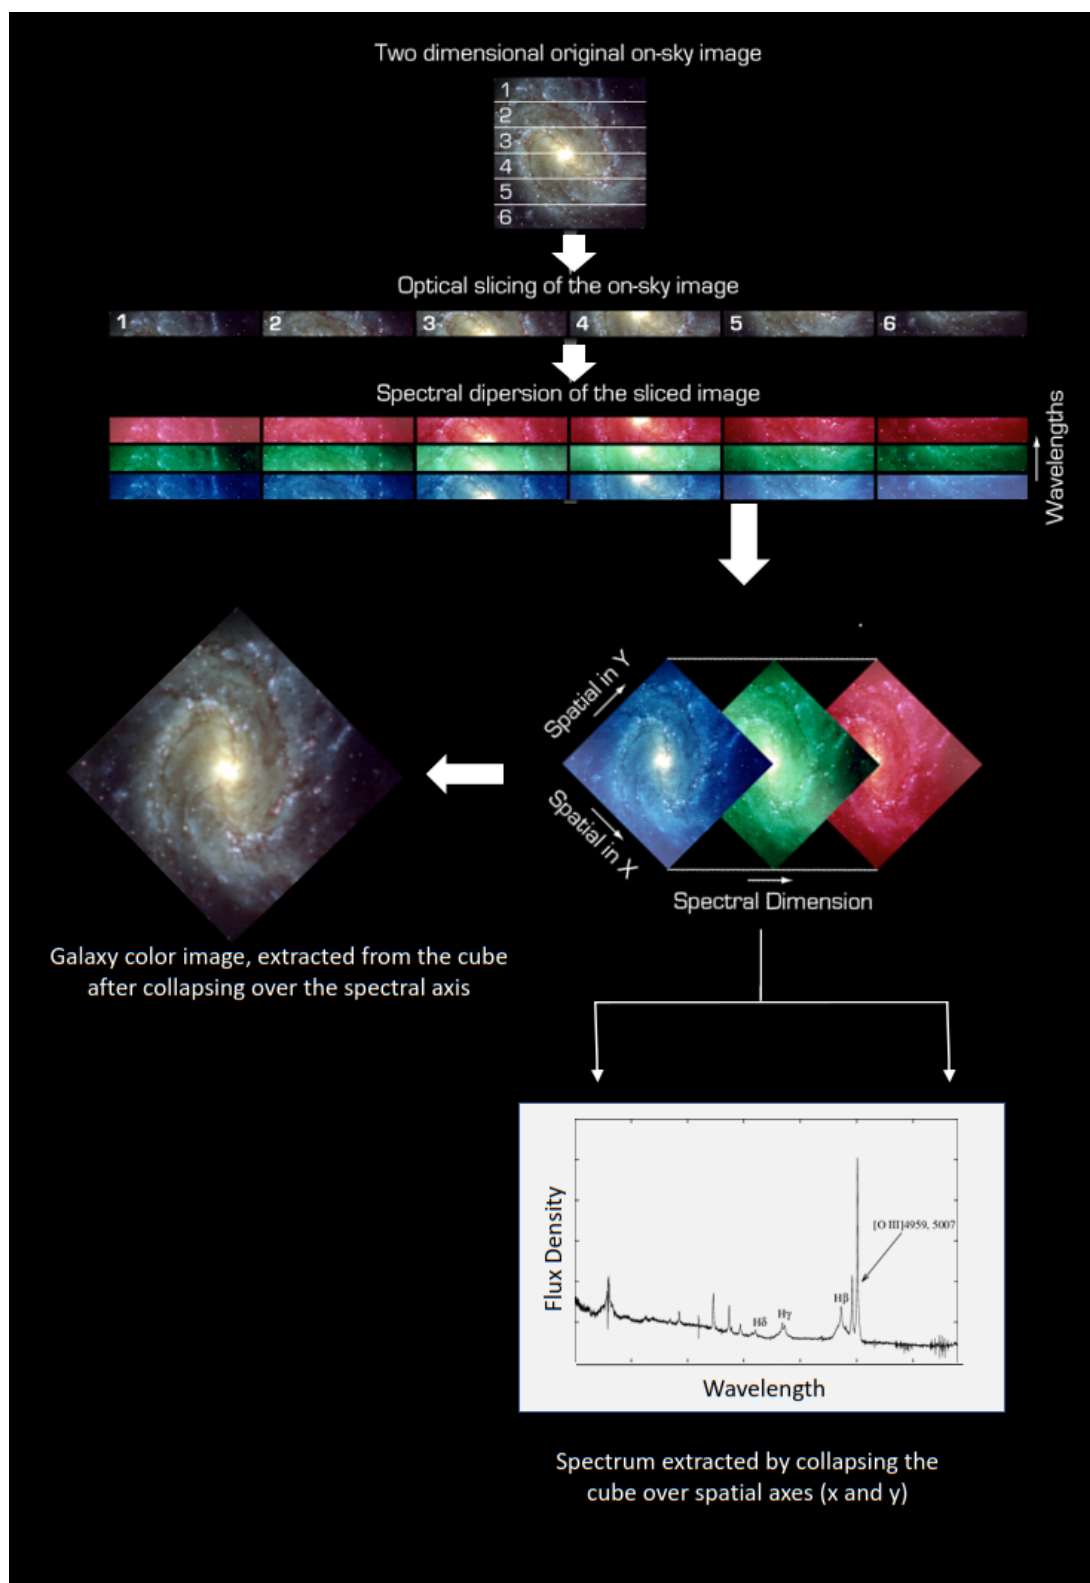 Two dimensional original on-sky image
1
2
3
4
5
6
Optical slicing of the on-sky image
1 2 3 4 5 6
Spectral dipersion of the sliced image
Wavelengths
Spatial in Y
Spatial in X
Spectral Dimension
Galaxy color image, extracted from the cube
after collapsing over the spectral axis
Flux Density
[O III]4959, 5007
Hδ
Hγ
Hβ
Wavelength
Spectrum extracted by collapsing the
cube over spatial axes (x and y)